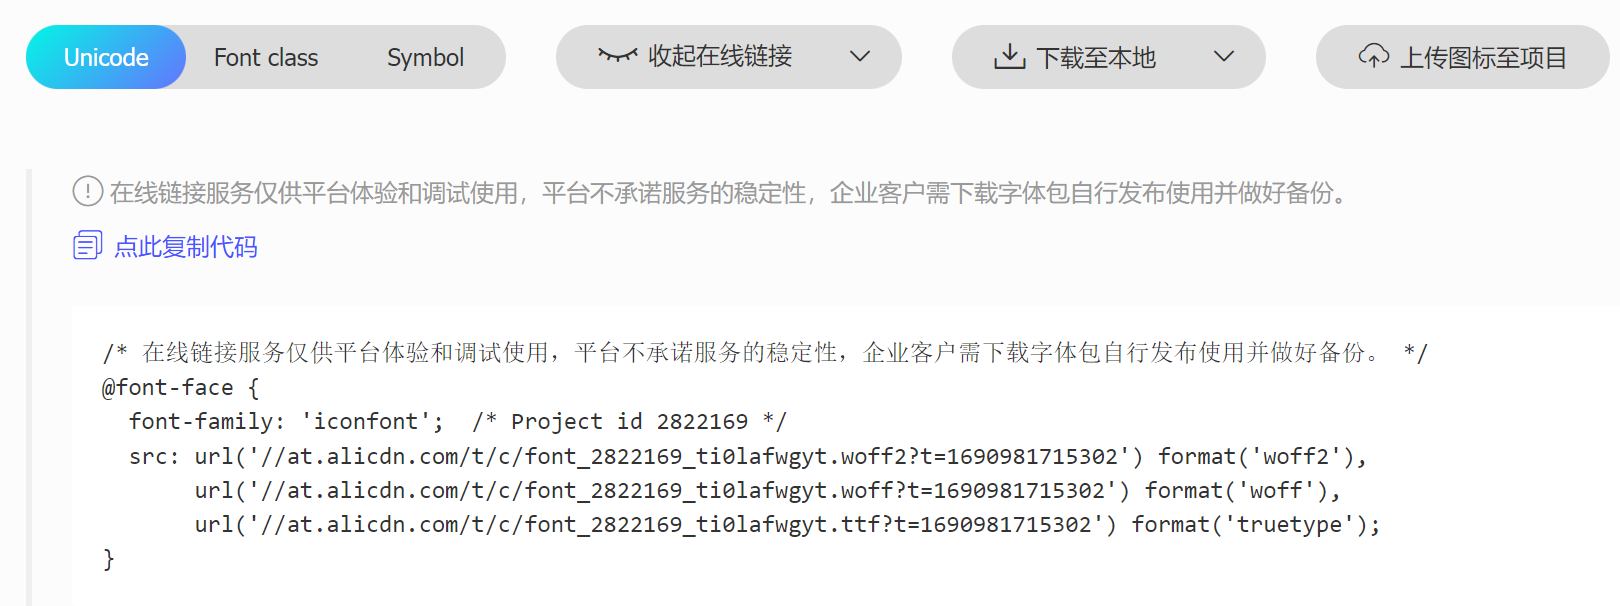 Unicode Font class Symbol 收起在线链接 下载至本地 上传图标至项目
在线链接服务仅供平台体验和调试使用，平台不承诺服务的稳定性，企业客户需下载字体包自行发布使用并做好备份。
点此复制代码
/* 在线链接服务仅供平台体验和调试使用，平台不承诺服务的稳定性，企业客户需下载字体包自行发布使用并做好备份。 */
@font-face {
  font-family: 'iconfont';  /* Project id 2822169 */
  src: url('//at.alicdn.com/t/c/font_2822169_ti0lafwgyt.woff2?t=1690981715302') format('woff2'),
       url('//at.alicdn.com/t/c/font_2822169_ti0lafwgyt.woff?t=1690981715302') format('woff'),
       url('//at.alicdn.com/t/c/font_2822169_ti0lafwgyt.ttf?t=1690981715302') format('truetype');
}